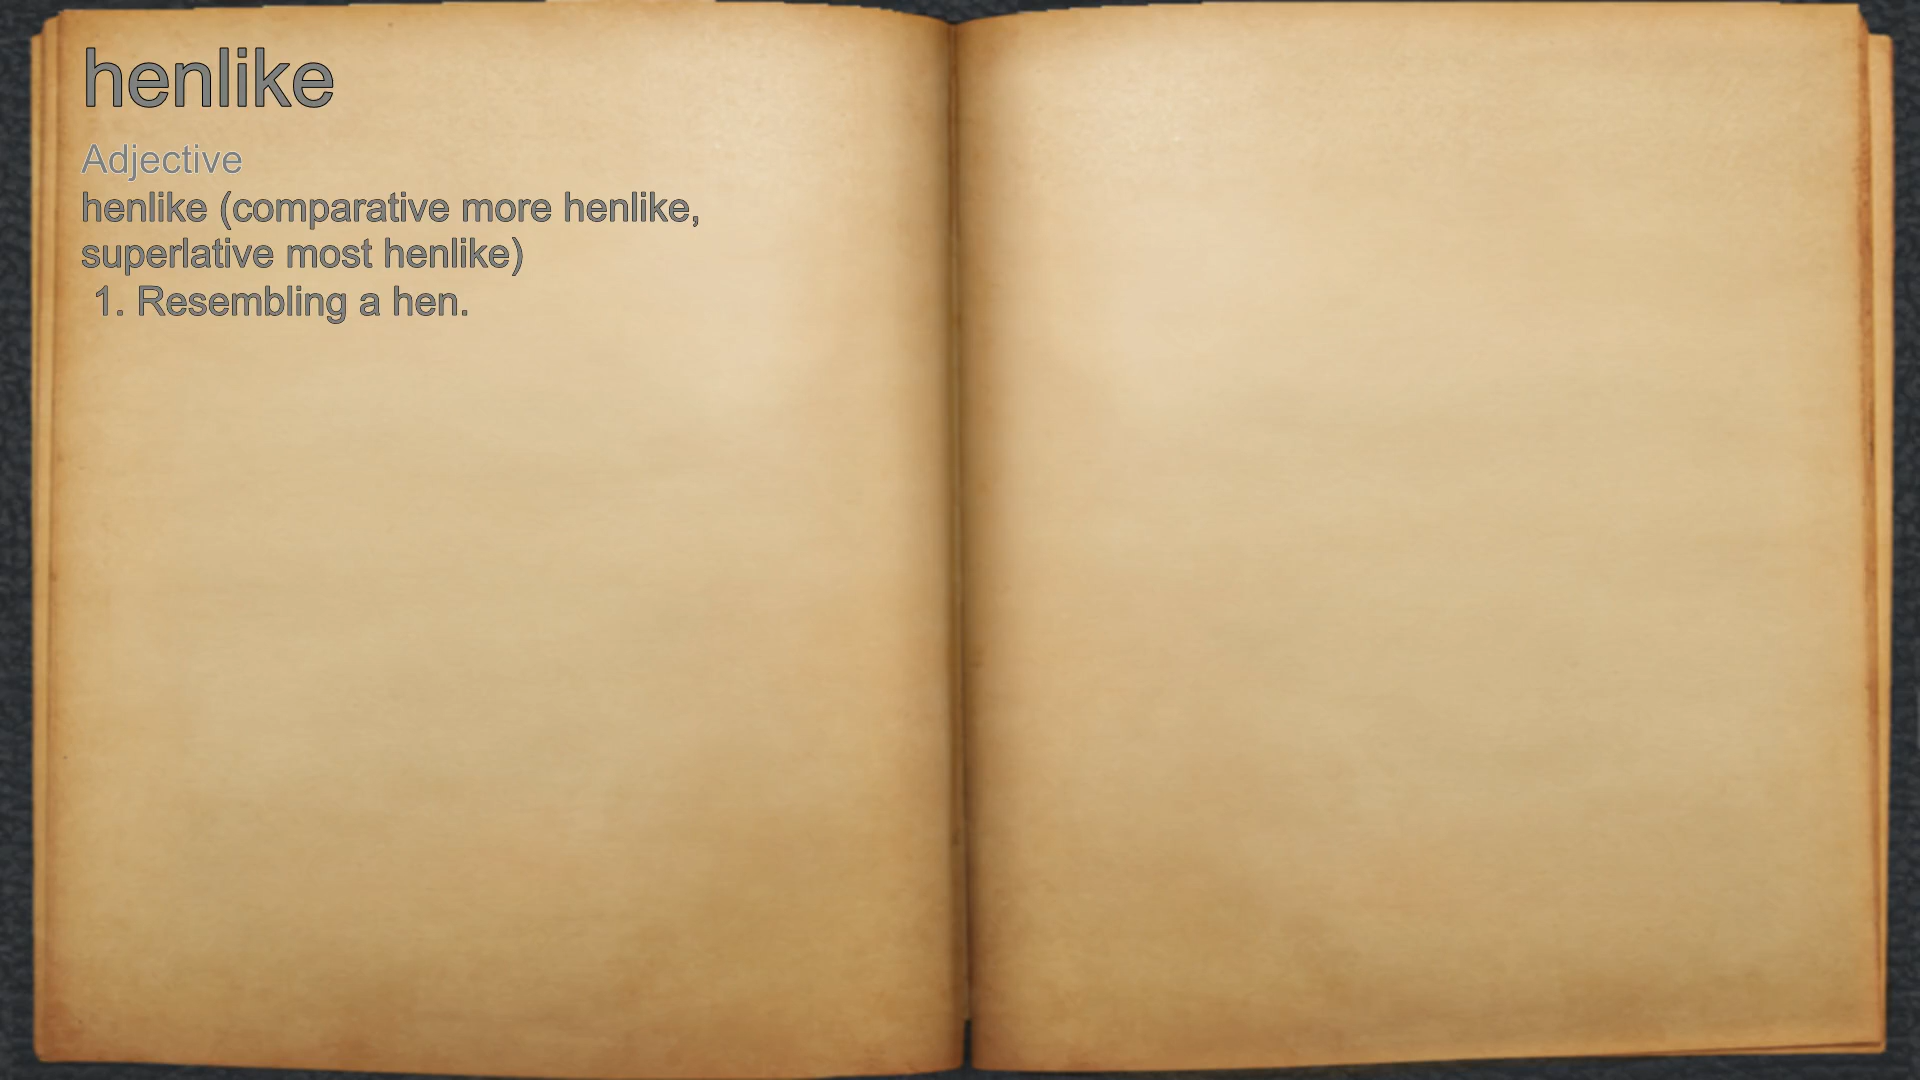 henlike
Adjective
henlike (comparative more henlike,
superlative most henlike)
1. Resembling a hen.